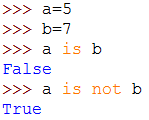 >>> a=5
>>> b=7
>>> a is b
False
>>> a is not b
True